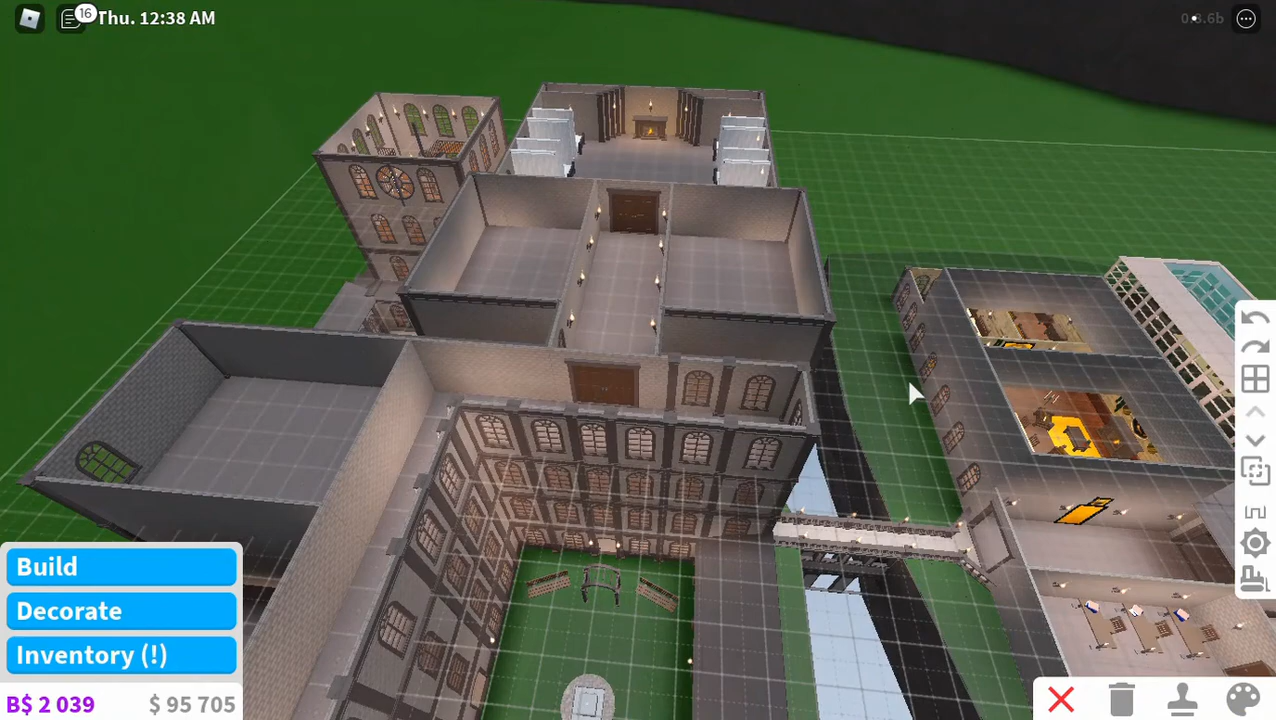 16
Thu. 12:38 AM
Build
Decorate
Inventory (!)
B$ 2 039
$ 95 705